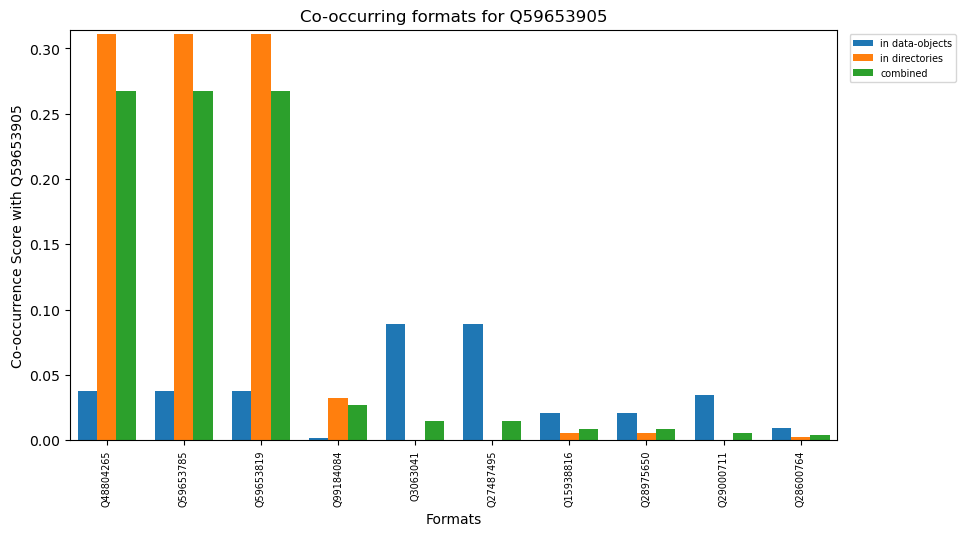 Co-occurring formats for Q59653905
in data-objects
in directories
combined
Co-occurrence Score with Q59653905
0.30
0.25
0.20
0.15
0.10
0.05
0.00
Q48804265
Q59653785
Q59653819
Q99184084
Q3063041
Q27487495
Q15938816
Q28975650
Q29000711
Q28600764
Formats